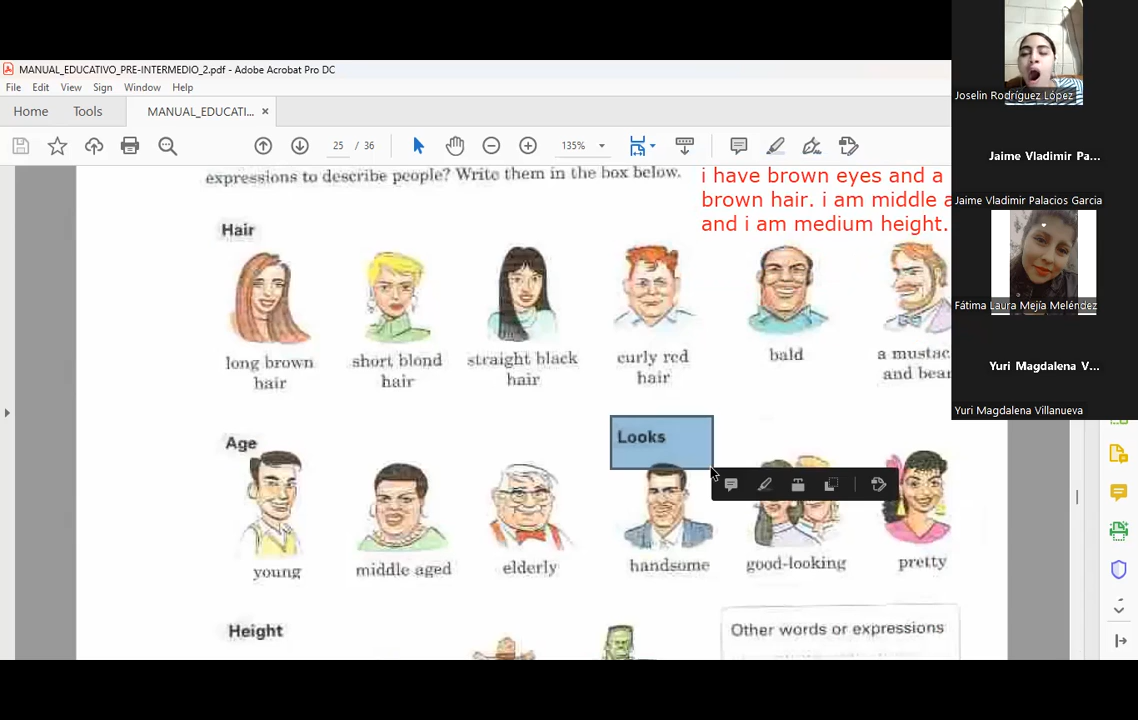 MANUAL_EDUCATIVO_PRE-INTERMEDIO_2.pdf - Adobe Acrobat Pro DC
File Edit View Sign Window Help
Home Tools MANUAL_EDUCATI... ×
25 / 36 135%
expressions to describe people? Write them in the box below.
i have brown eyes and a
brown hair. i am middle a
and i am medium height.
Hair
long brown
hair
short blond
hair
straight black
hair
curly red
hair
bald
a mustac
and bear
Age
young
middle aged
elderly
Looks
handsome
good-looking
pretty
Height
Other words or expressions
Joselin Rodríguez López
Jaime Vladimir Pa...
Jaime Vladimir Palacios Garcia
Fátima Laura Mejía Meléndez
Yuri Magdalena V...
Yuri Magdalena Villanueva